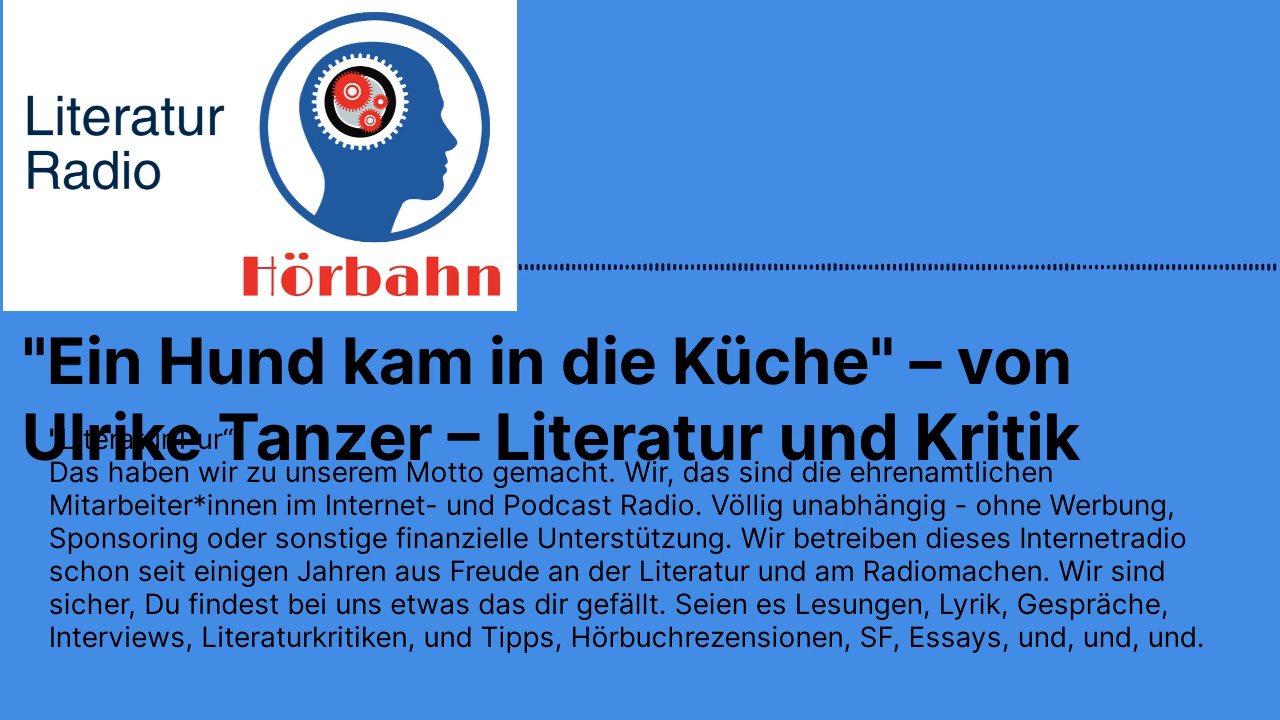 Literatur
Radio
Hörbahn
"Ein Hund kam in die Küche" – von
Ulrike Tanzer – Literatur und Kritik
"Literatur Pur“
Das haben wir zu unserem Motto gemacht. Wir, das sind die ehrenamtlichen
Mitarbeiter*innen im Internet- und Podcast Radio. Völlig unabhängig - ohne Werbung,
Sponsoring oder sonstige finanzielle Unterstützung. Wir betreiben dieses Internetradio
schon seit einigen Jahren aus Freude an der Literatur und am Radiomachen. Wir sind
sicher, Du findest bei uns etwas das dir gefällt. Seien es Lesungen, Lyrik, Gespräche,
Interviews, Literaturkritiken, und Tipps, Hörbuchrezensionen, SF, Essays, und, und, und.